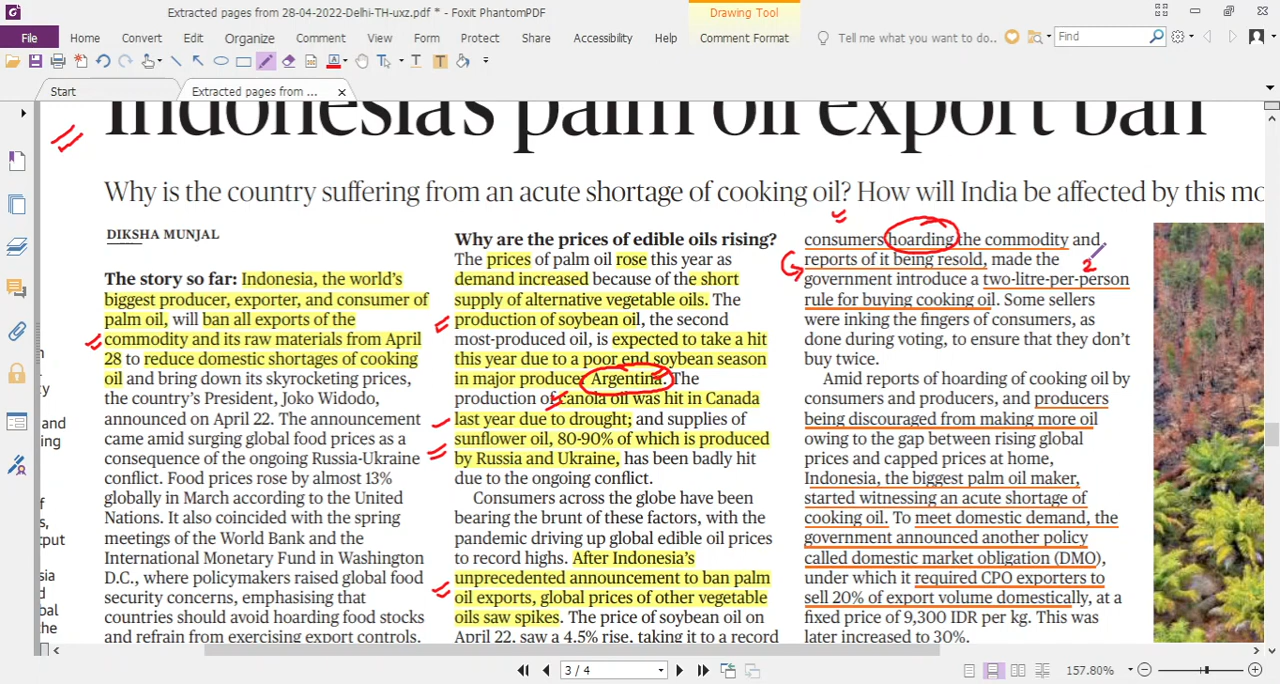 Extracted pages from 28-04-2022-Delhi-TH-uxz.pdf * - Foxit PhantomPDF
Drawing Tool
File Home Convert Edit Organize Comment View Form Protect Share Accessibility Help Comment Format
Tell me what you want to do..
Find
Start
Extracted pages from ...
Indonesia's palm oil export ban
Why is the country suffering from an acute shortage of cooking oil? How will India be affected by this mo
DIKSHA MUNJAL
The story so far: Indonesia, the world's
biggest producer, exporter, and consumer of
palm oil, will ban all exports of the
commodity and its raw materials from April
28 to reduce domestic shortages of cooking
oil and bring down its skyrocketing prices,
the country's President, Joko Widodo,
announced on April 22. The announcement
came amid surging global food prices as a
consequence of the ongoing Russia-Ukraine
conflict. Food prices rose by almost 13%
globally in March according to the United
Nations. It also coincided with the spring
meetings of the World Bank and the
International Monetary Fund in Washington
D.C., where policymakers raised global food
security concerns, emphasising that
countries should avoid hoarding food stocks
and refrain from exercising export controls.
Why are the prices of edible oils rising?
The prices of palm oil rose this year as
demand increased because of the short
supply of alternative vegetable oils. The
production of soybean oil, the second
most-produced oil, is expected to take a hit
this year due to a poor end soybean season
in major producer Argentina. The
production of canola oil was hit in Canada
last year due to drought; and supplies of
sunflower oil, 80-90% of which is produced
by Russia and Ukraine, has been badly hit
due to the ongoing conflict.
Consumers across the globe have been
bearing the brunt of these factors, with the
pandemic driving up global edible oil prices
to record highs. After Indonesia's
unprecedented announcement to ban palm
oil exports, global prices of other vegetable
oils saw spikes. The price of soybean oil on
April 22, saw a 4.5% rise, taking it to a record
consumers hoarding the commodity and
reports of it being resold, made the
2
government introduce a two-litre-per-person
rule for buying cooking oil. Some sellers
were inking the fingers of consumers, as
done during voting, to ensure that they don't
buy twice.
Amid reports of hoarding of cooking oil by
consumers and producers, and producers
being discouraged from making more oil
owing to the gap between rising global
prices and capped prices at home,
Indonesia, the biggest palm oil maker,
started witnessing an acute shortage of
cooking oil. To meet domestic demand, the
government announced another policy
called domestic market obligation (DMO),
under which it required CPO exporters to
sell 20% of export volume domestically, at a
fixed price of 9,300 IDR per kg. This was
later increased to 30%.
and
ing
of
s,
tput
sia
d
bal
the
3 / 4
157.80%